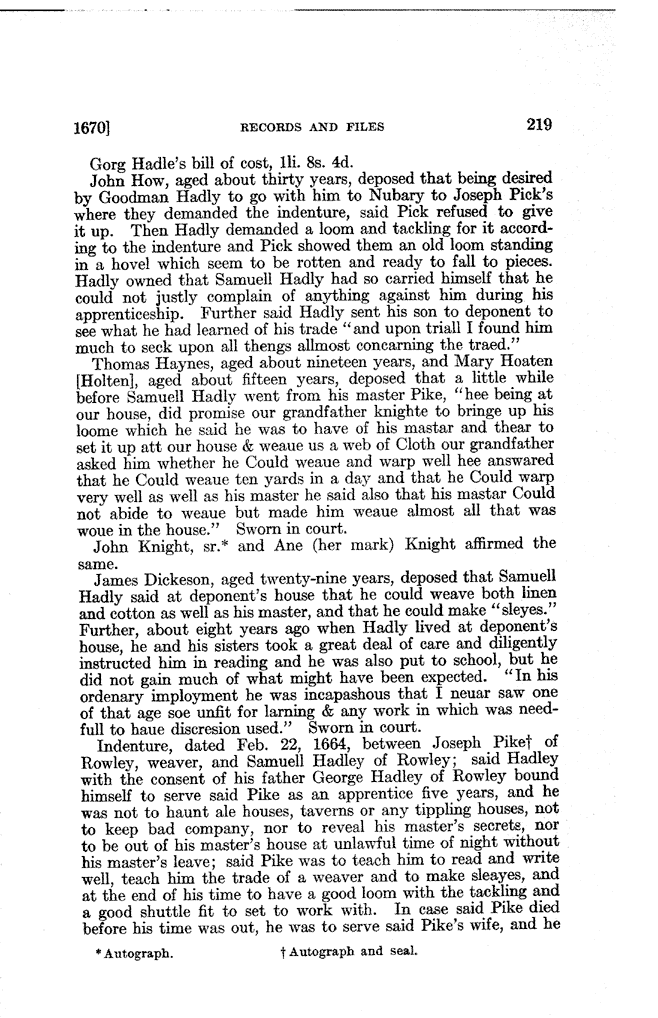 1670]   RECORDS AND FILES   219
Gorg Hadle's bill of cost, 1li. 8s. 4d.
John How, aged about thirty years, deposed that being desired
by Goodman Hadly to go with him to Nubary to Joseph Pick's
where they demanded the indenture, said Pick refused to give
it up. Then Hadly demanded a loom and tackling for it accord-
ing to the indenture and Pick showed them an old loom standing
in a hovel which seem to be rotten and ready to fall to pieces.
Hadly owned that Samuell Hadly had so carried himself that he
could not justly complain of anything against him during his
apprenticeship. Further said Hadly sent his son to deponent to
see what he had learned of his trade "and upon triall I found him
much to seck upon all thengs allmost concarning the traed."
Thomas Haynes, aged about nineteen years, and Mary Hoaten
[Holten], aged about fifteen years, deposed that a little while
before Samuell Hadly went from his master Pike, "hee being at
our house, did promise our grandfather knighte to bringe up his
loome which he said he was to have of his mastar and thear to
set it up att our house & weaue us a web of Cloth our grandfather
asked him whether he Could weaue and warp well hee answared
that he Could weaue ten yards in a day and that he Could warp
very well as well as his master he said also that his mastar Could
not abide to weaue but made him weaue almost all that was
woue in the house." Sworn in court.
John Knight, sr.* and Ane (her mark) Knight affirmed the
same.
James Dickeson, aged twenty-nine years, deposed that Samuell
Hadly said at deponent's house that he could weave both linen
and cotton as well as his master, and that he could make "sleyes."
Further, about eight years ago when Hadly lived at deponent's
house, he and his sisters took a great deal of care and diligently
instructed him in reading and he was also put to school, but he
did not gain much of what might have been expected. "In his
ordenary imployment he was incapashous that I neuar saw one
of that age soe unfit for larning & any work in which was need-
full to haue discresion used." Sworn in court.
Indenture, dated Feb. 22, 1664, between Joseph Pike† of
Rowley, weaver, and Samuell Hadley of Rowley; said Hadley
with the consent of his father George Hadley of Rowley bound
himself to serve said Pike as an apprentice five years, and he
was not to haunt ale houses, taverns or any tippling houses, not
to keep bad company, nor to reveal his master's secrets, nor
to be out of his master's house at unlawful time of night without
his master's leave; said Pike was to teach him to read and write
well, teach him the trade of a weaver and to make sleayes, and
at the end of his time to have a good loom with the tackling and
a good shuttle fit to set to work with. In case said Pike died
before his time was out, he was to serve said Pike's wife, and he
* Autograph.   † Autograph and seal.